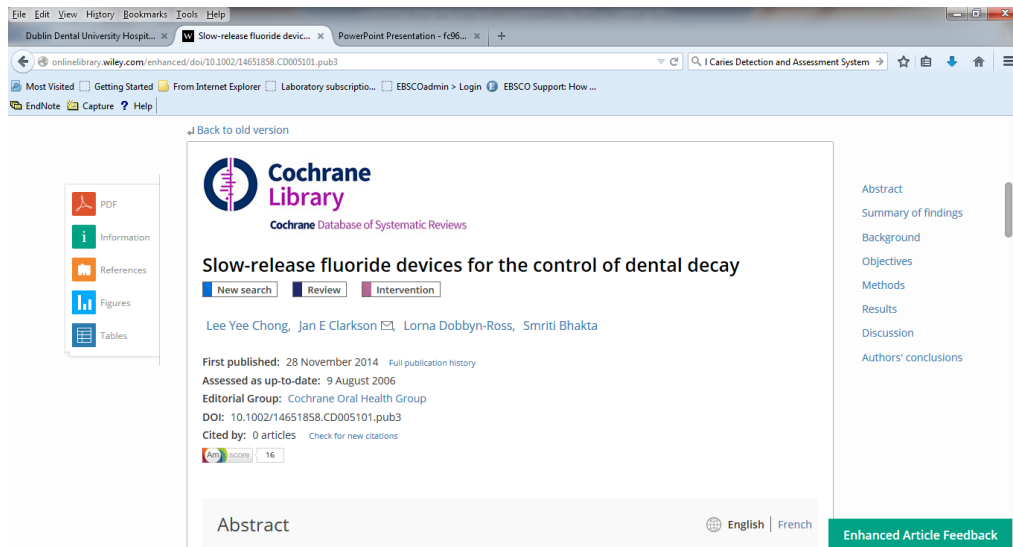 File Edit View History Bookmarks Tools Help
Dublin Dental University Hospit... × W Slow-release fluoride devic... × PowerPoint Presentation - fc96... × +
onlinelibrary.wiley.com/enhanced/doi/10.1002/14651858.CD005101.pub3 I Caries Detection and Assessment System
Most Visited Getting Started From Internet Explorer Laboratory subscriptio... EBSCOadmin > Login EBSCO Support: How ...
EndNote Capture ? Help
Back to old version
Cochrane
Library
Cochrane Database of Systematic Reviews
PDF
i Information
References
Figures
Tables
Slow-release fluoride devices for the control of dental decay
New search Review Intervention
Lee Yee Chong, Jan E Clarkson, Lorna Dobbyn-Ross, Smriti Bhakta
First published: 28 November 2014 Full publication history
Assessed as up-to-date: 9 August 2006
Editorial Group: Cochrane Oral Health Group
DOI: 10.1002/14651858.CD005101.pub3
Cited by: 0 articles Check for new citations
Am score 16
Abstract
English | French
Abstract
Summary of findings
Background
Objectives
Methods
Results
Discussion
Authors' conclusions
Enhanced Article Feedback